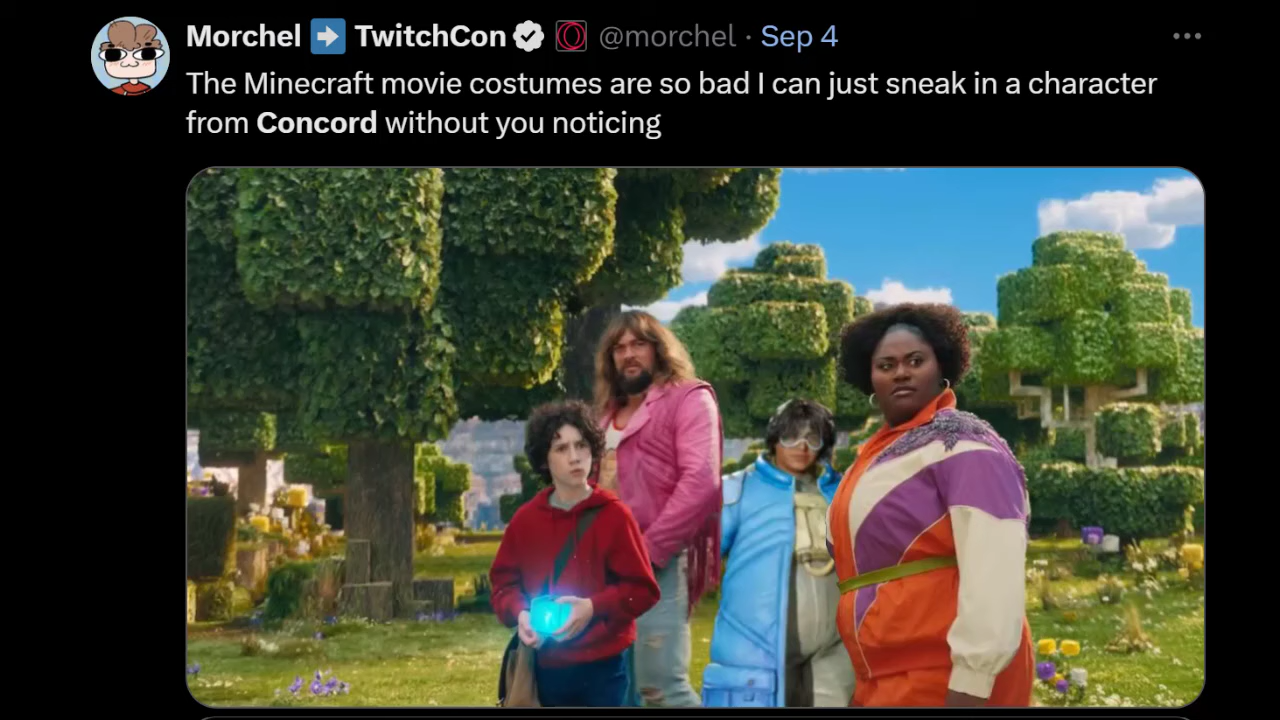 Morchel ➡️ TwitchCon @morchel · Sep 4
The Minecraft movie costumes are so bad I can just sneak in a character
from Concord without you noticing